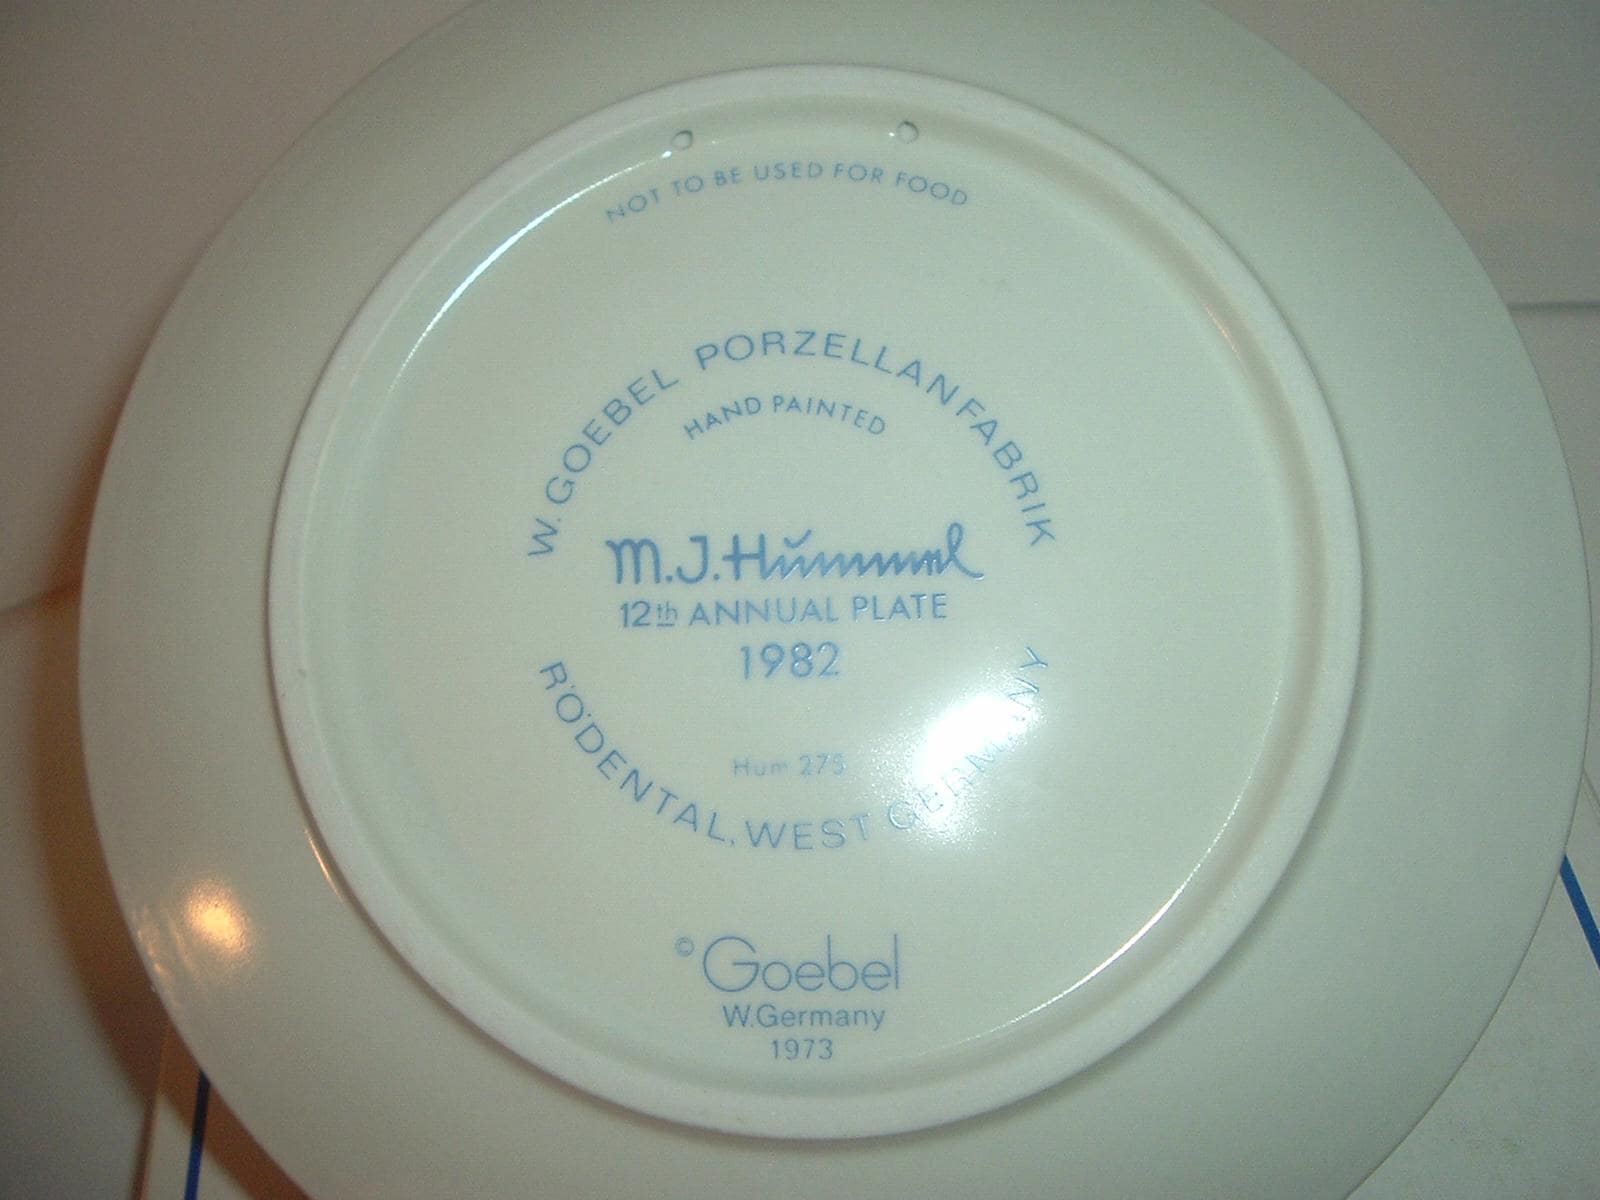 NOT TO BE USED FOR FOOD
W. GOEBEL PORZELLANFABRIK
HAND PAINTED
M.J.Hummel
12th ANNUAL PLATE
1982
Hum 275
RÖDENTAL, WEST GERMANY
© Goebel
W.Germany
1973